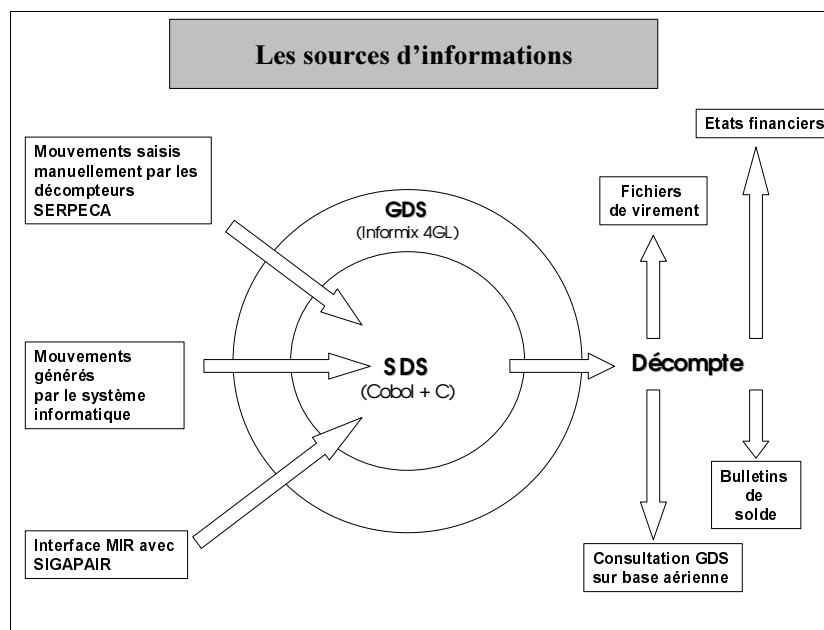 Les sources d'informations
Mouvements saisis
manuellement par les
décompteurs
SERPECA
Mouvements
générés
par le système
informatique
Interface MIR avec
SIGAPAIR
GDS
(Informix 4GL)
SDS
(Cobol + C)
Décompte
Fichiers
de virement
Etats financiers
Bulletins
de
solde
Consultation GDS
sur base aérienne